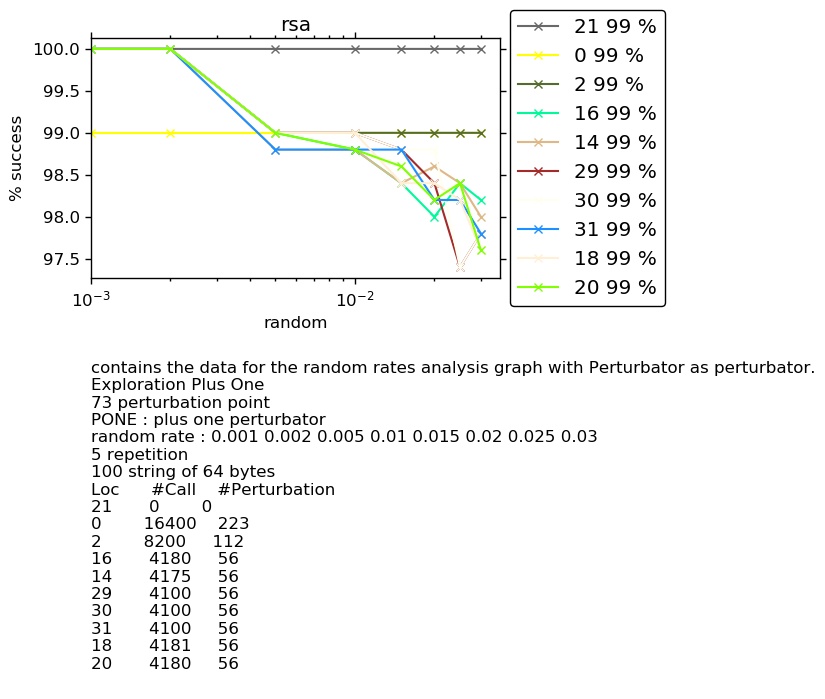 rsa
100.0
99.5
99.0
98.5
98.0
97.5
% success
10⁻³
10⁻²
random
21 99 %
0 99 %
2 99 %
16 99 %
14 99 %
29 99 %
30 99 %
31 99 %
18 99 %
20 99 %
contains the data for the random rates analysis graph with Perturbator as perturbator.
Exploration Plus One
73 perturbation point
PONE : plus one perturbator
random rate : 0.001 0.002 0.005 0.01 0.015 0.02 0.025 0.03
5 repetition
100 string of 64 bytes
Loc #Call #Perturbation
21 0 0
0 16400 223
2 8200 112
16 4180 56
14 4175 56
29 4100 56
30 4100 56
31 4100 56
18 4181 56
20 4180 56